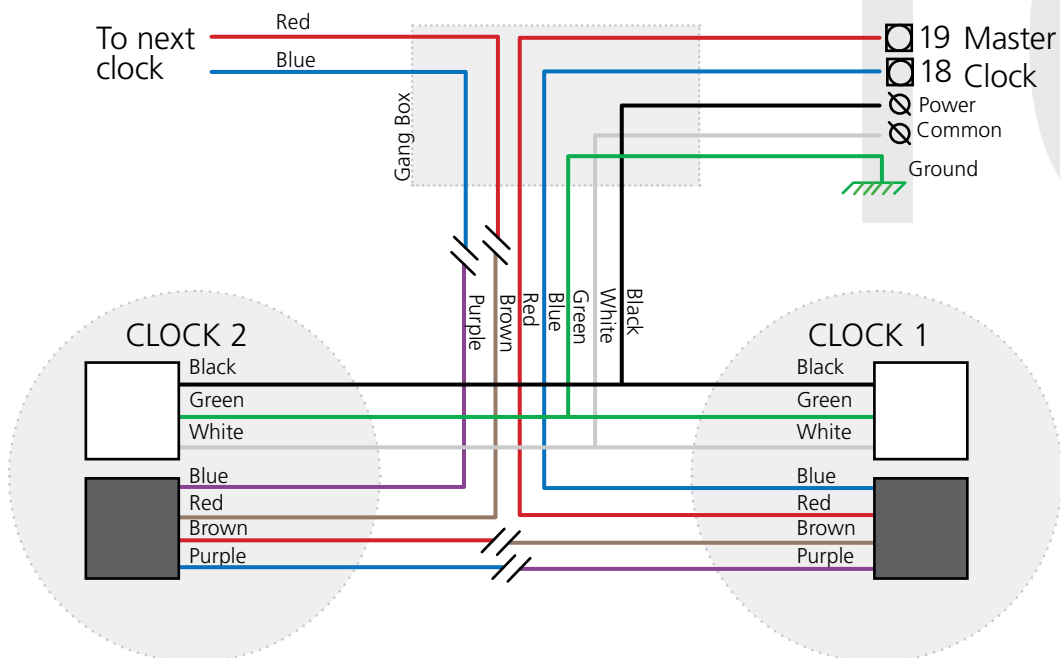 To next
clock
Red
Blue
Gang Box
19 Master
18 Clock
Power
Common
Ground
Purple
Brown
Red
Blue
Green
White
Black
CLOCK 2
Black
Green
White
Blue
Red
Brown
Purple
CLOCK 1
Black
Green
White
Blue
Red
Brown
Purple